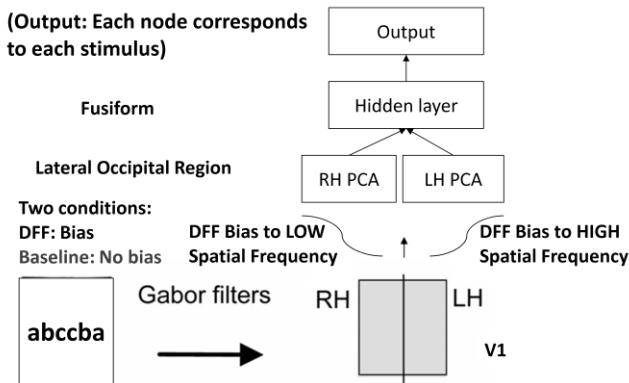 (Output: Each node corresponds
to each stimulus)
Output
Fusiform
Hidden layer
Lateral Occipital Region
RH PCA
LH PCA
Two conditions:
DFF: Bias
Baseline: No bias
DFF Bias to LOW
Spatial Frequency
DFF Bias to HIGH
Spatial Frequency
abccba
Gabor filters
RH
LH
V1